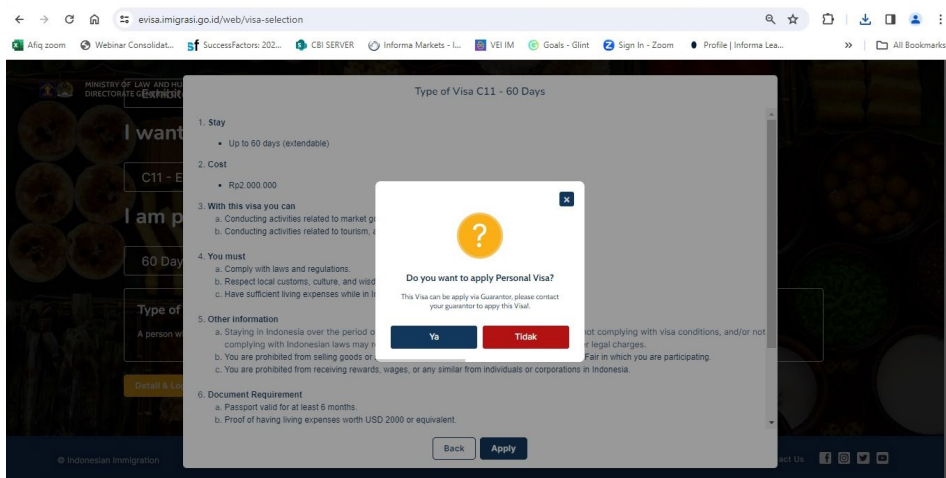 evisa.imigrasi.go.id/web/visa-selection
Afiq zoom Webinar Consolidat... SuccessFactors: 202... CBI SERVER Informa Markets - I... VEI IM Goals - Glint Sign In - Zoom Profile | Informa Lea... » All Bookmarks
MINISTRY OF LAW AND HU
DIRECTORATE GE
Exhibit
I want
C11 - E
I am p
60 Day
Type of
A person w
Detail & Lo
Type of Visa C11 - 60 Days
1. Stay
• Up to 60 days (extendable)
2. Cost
• Rp2.000.000
3. With this visa you can
a. Conducting activities related to market g
b. Conducting activities related to tourism,
4. You must
a. Comply with laws and regulations.
b. Respect local customs, culture, and wisd
c. Have sufficient living expenses while in I
5. Other information
a. Staying in Indonesia over the period o not complying with visa conditions, and/or not
complying with Indonesian laws may r r legal charges.
b. You are prohibited from selling goods or Fair in which you are participating.
c. You are prohibited from receiving rewards, wages, or any similar from individuals or corporations in Indonesia.
6. Document Requirement
a. Passport valid for at least 6 months.
b. Proof of having living expenses worth USD 2000 or equivalent.
Back Apply
x
?
Do you want to apply Personal Visa?
This Visa can be apply via Guarantor, please contact
your guarantor to appy this Visa!.
Ya Tidak
© Indonesian Immigration
act Us